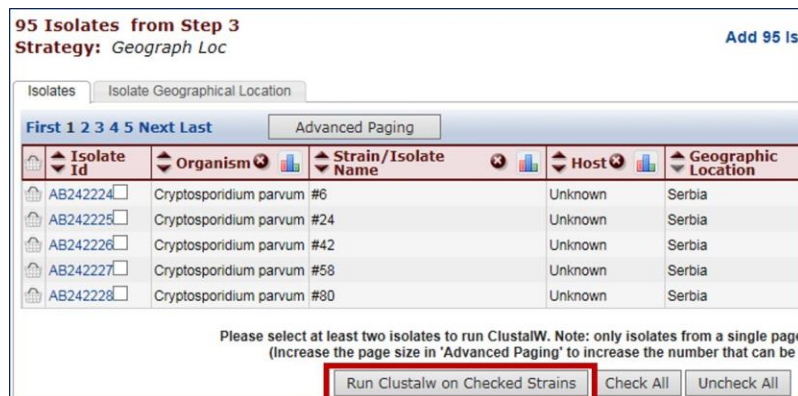 95 Isolates from Step 3
Strategy: Geograph Loc
Add 95 Is
Isolates Isolate Geographical Location
First 1 2 3 4 5 Next Last Advanced Paging
Isolate Id Organism Strain/Isolate Name Host Geographic Location
AB242224 Cryptosporidium parvum #6 Unknown Serbia
AB242225 Cryptosporidium parvum #24 Unknown Serbia
AB242226 Cryptosporidium parvum #42 Unknown Serbia
AB242227 Cryptosporidium parvum #58 Unknown Serbia
AB242228 Cryptosporidium parvum #80 Unknown Serbia
Please select at least two isolates to run ClustalW. Note: only isolates from a single page
(Increase the page size in 'Advanced Paging' to increase the number that can be
Run Clustalw on Checked Strains Check All Uncheck All